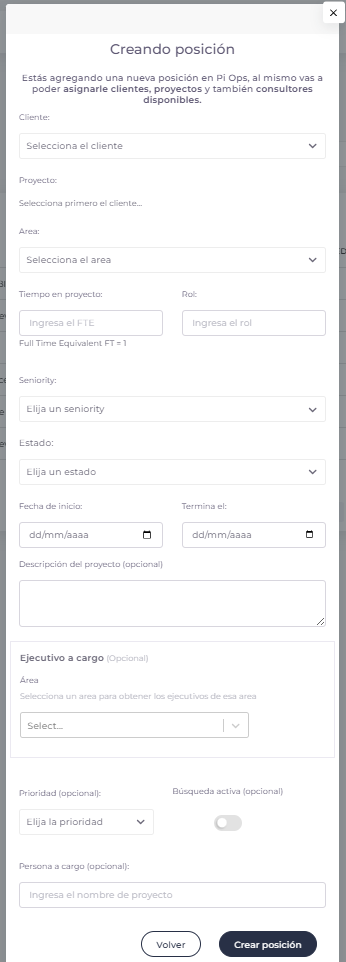 Creando posición
Estás agregando una nueva posición en Pi Ops, al mismo vas a
poder asignarle clientes, proyectos y también consultores
disponibles.
Cliente:
Selecciona el cliente
Proyecto:
Selecciona primero el cliente...
Area:
Selecciona el area
Tiempo en proyecto: Rol:
Ingresa el FTE Ingresa el rol
Full Time Equivalent FT = 1
Seniority:
Elija un seniority
Estado:
Elija un estado
Fecha de inicio: Termina el:
dd/mm/aaaa dd/mm/aaaa
Descripción del proyecto (opcional)
Ejecutivo a cargo (Opcional)
Área
Selecciona un area para obtener los ejecutivos de esa area
Select...
Prioridad (opcional): Búsqueda activa (opcional)
Elija la prioridad
Persona a cargo (opcional):
Ingresa el nombre de proyecto
Volver Crear posición